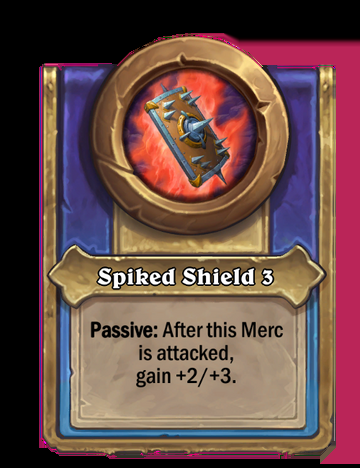 Spiked Shield 3
Passive: After this Merc
is attacked,
gain +2/+3.